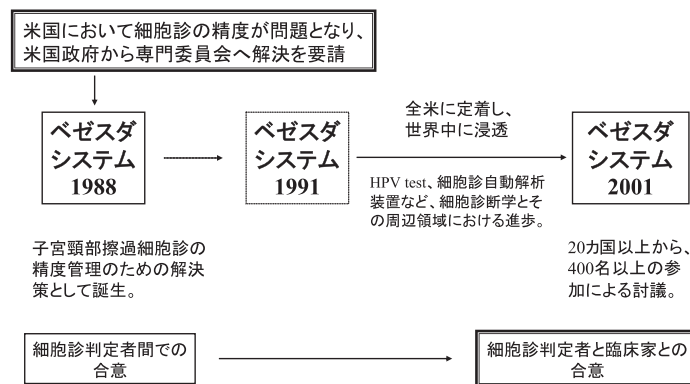 米国において細胞診の精度が問題となり、
米国政府から専門委員会へ解決を要請
ベゼスダ
システム
1988
ベゼスダ
システム
1991
全米に定着し、
世界中に浸透
HPV test、細胞診自動解析
装置など、細胞診断学とそ
の周辺領域における進歩。
ベゼスダ
システム
2001
子宮頸部擦過細胞診の
精度管理のための解決
策として誕生。
20カ国以上から、
400名以上の参
加による討議。
細胞診判定者間での
合意
細胞診判定者と臨床家との
合意